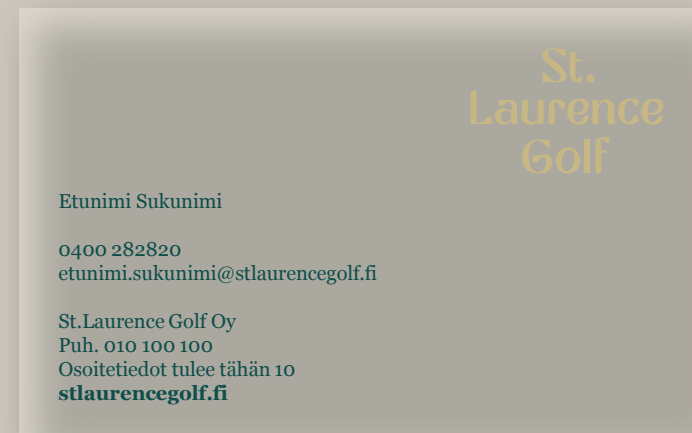 St.
Laurence
Golf
Etunimi Sukunimi
0400 282820
etunimi.sukunimi@stlaurencegolf.fi
St.Laurence Golf Oy
Puh. 010 100 100
Osoitetiedot tulee tähän 10
stlaurencegolf.fi